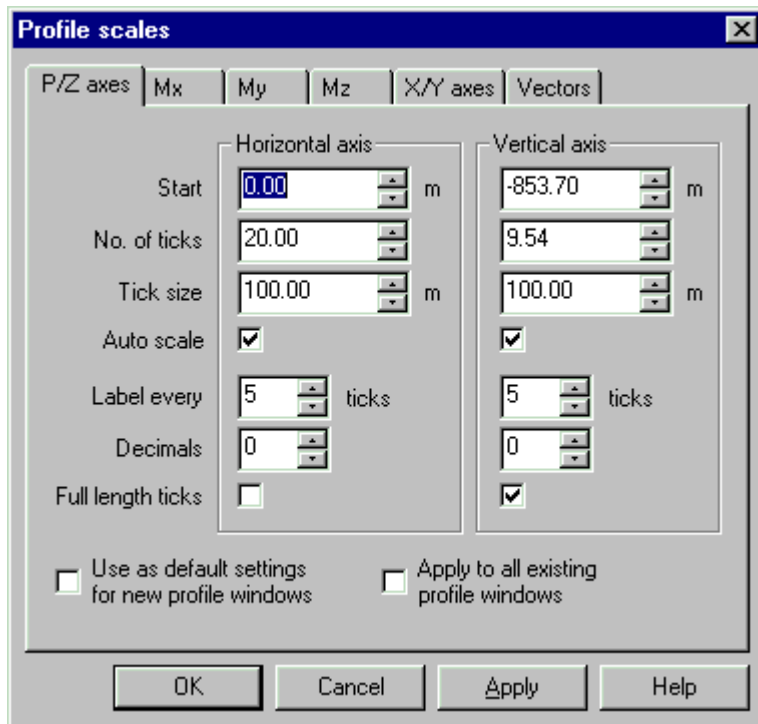 Profile scales
P/Z axes Mx My Mz X/Y axes Vectors
Horizontal axis Vertical axis
Start 0.00 m -853.70 m
No. of ticks 20.00 9.54
Tick size 100.00 m 100.00 m
Auto scale
Label every 5 ticks 5 ticks
Decimals 0 0
Full length ticks
Use as default settings
for new profile windows
Apply to all existing
profile windows
OK Cancel Apply Help